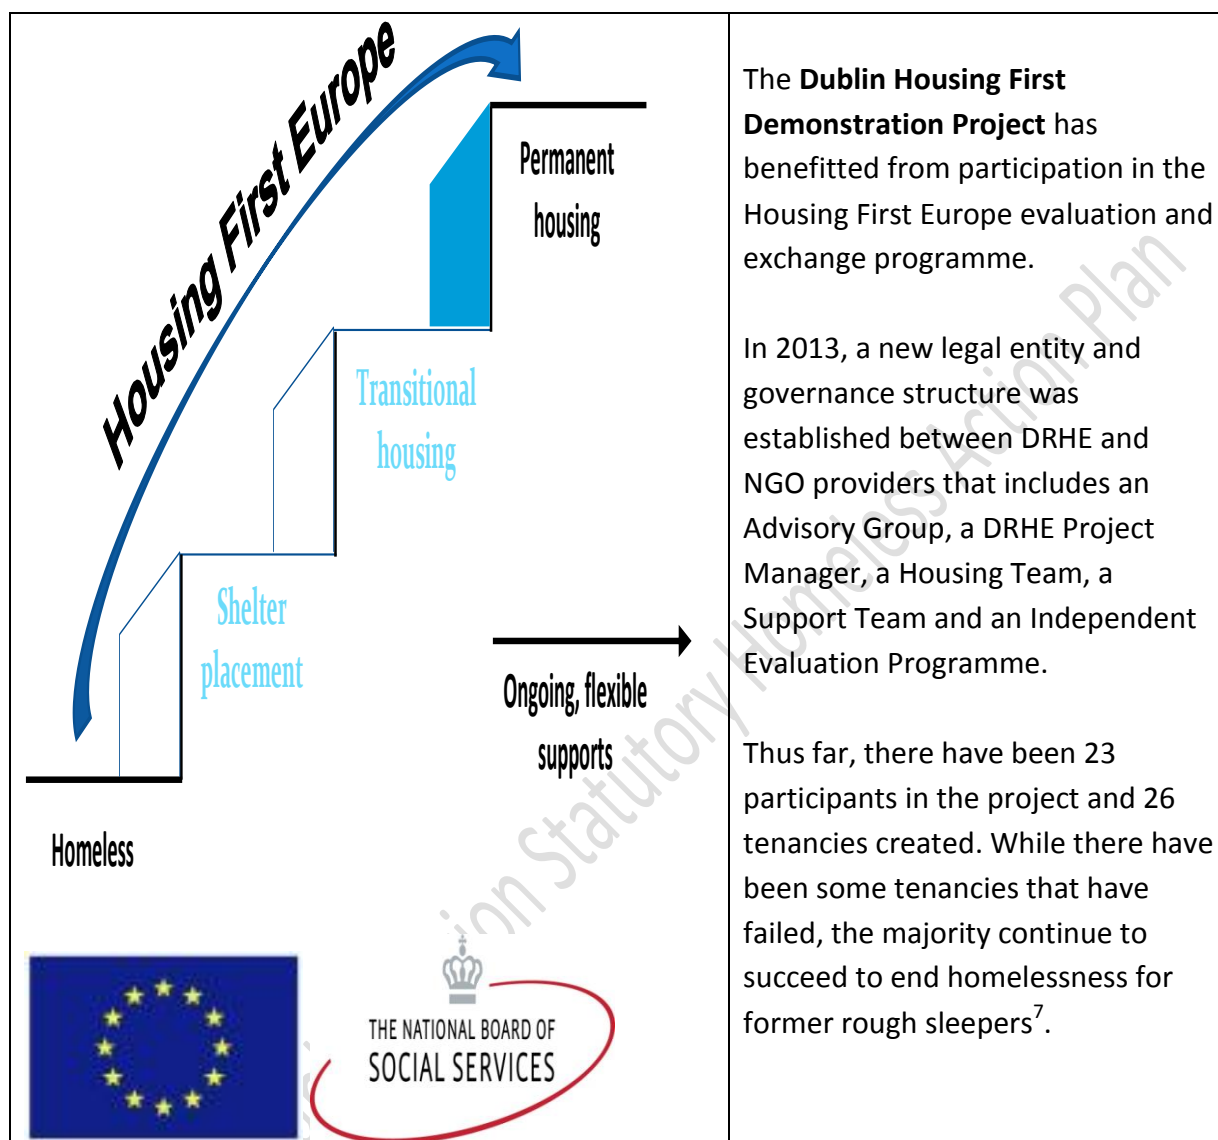 Housing First Europe
Permanent
housing
Transitional
housing
Shelter
placement
Ongoing, flexible
supports
Homeless
THE NATIONAL BOARD OF
SOCIAL SERVICES
The Dublin Housing First
Demonstration Project has
benefitted from participation in the
Housing First Europe evaluation and
exchange programme.
In 2013, a new legal entity and
governance structure was
established between DRHE and
NGO providers that includes an
Advisory Group, a DRHE Project
Manager, a Housing Team, a
Support Team and an Independent
Evaluation Programme.
Thus far, there have been 23
participants in the project and 26
tenancies created. While there have
been some tenancies that have
failed, the majority continue to
succeed to end homelessness for
former rough sleepers⁷.
Statutory Homeless Action Plan